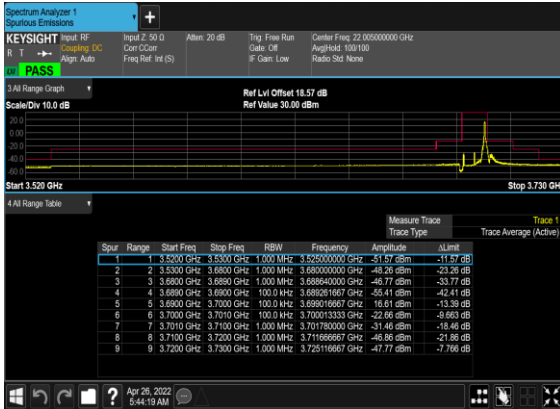 Spectrum Analyzer 1
Spurious Emissions
KEYSIGHT Input: RF Input Z: 50 Ω Atten: 20 dB Trig: Free Run Center Freq: 22.005000000 GHz
R T Coupling: DC Corr CCorr Gate: Off Avg|Hold: 100/100
Align: Auto Freq Ref: Int (S) IF Gain: Low Radio Std: None
PASS
3 All Range Graph
Ref Lvl Offset 18.57 dB
Scale/Div 10.0 dB Ref Value 30.00 dBm
20.0
0.00
-20.0
-40.0
-60.0
Start 3.520 GHz Stop 3.730 GH
4 All Range Table
Measure Trace Trace 1
Trace Type Trace Average (Active)
Spur Range Start Freq Stop Freq RBW Frequency Amplitude ΔLimit
1 1 3.5200 GHz 3.5300 GHz 1.000 MHz 3.525000000 GHz -51.57 dBm -11.57 dB
2 2 3.5300 GHz 3.6800 GHz 1.000 MHz 3.680000000 GHz -48.26 dBm -23.26 dB
3 3 3.6800 GHz 3.6890 GHz 1.000 MHz 3.688640000 GHz -46.77 dBm -33.77 dB
4 4 3.6890 GHz 3.6900 GHz 100.0 kHz 3.689261667 GHz -55.41 dBm -42.41 dB
5 5 3.6900 GHz 3.7000 GHz 100.0 kHz 3.699016667 GHz 16.61 dBm -13.39 dB
6 6 3.7000 GHz 3.7010 GHz 100.0 kHz 3.700013333 GHz -22.66 dBm -9.663 dB
7 7 3.7010 GHz 3.7100 GHz 1.000 MHz 3.701780000 GHz -31.46 dBm -18.46 dB
8 8 3.7100 GHz 3.7200 GHz 1.000 MHz 3.711666667 GHz -46.86 dBm -21.86 dB
9 9 3.7200 GHz 3.7300 GHz 1.000 MHz 3.725116667 GHz -47.77 dBm -7.766 dB
Apr 26, 2022
5:44:19 AM